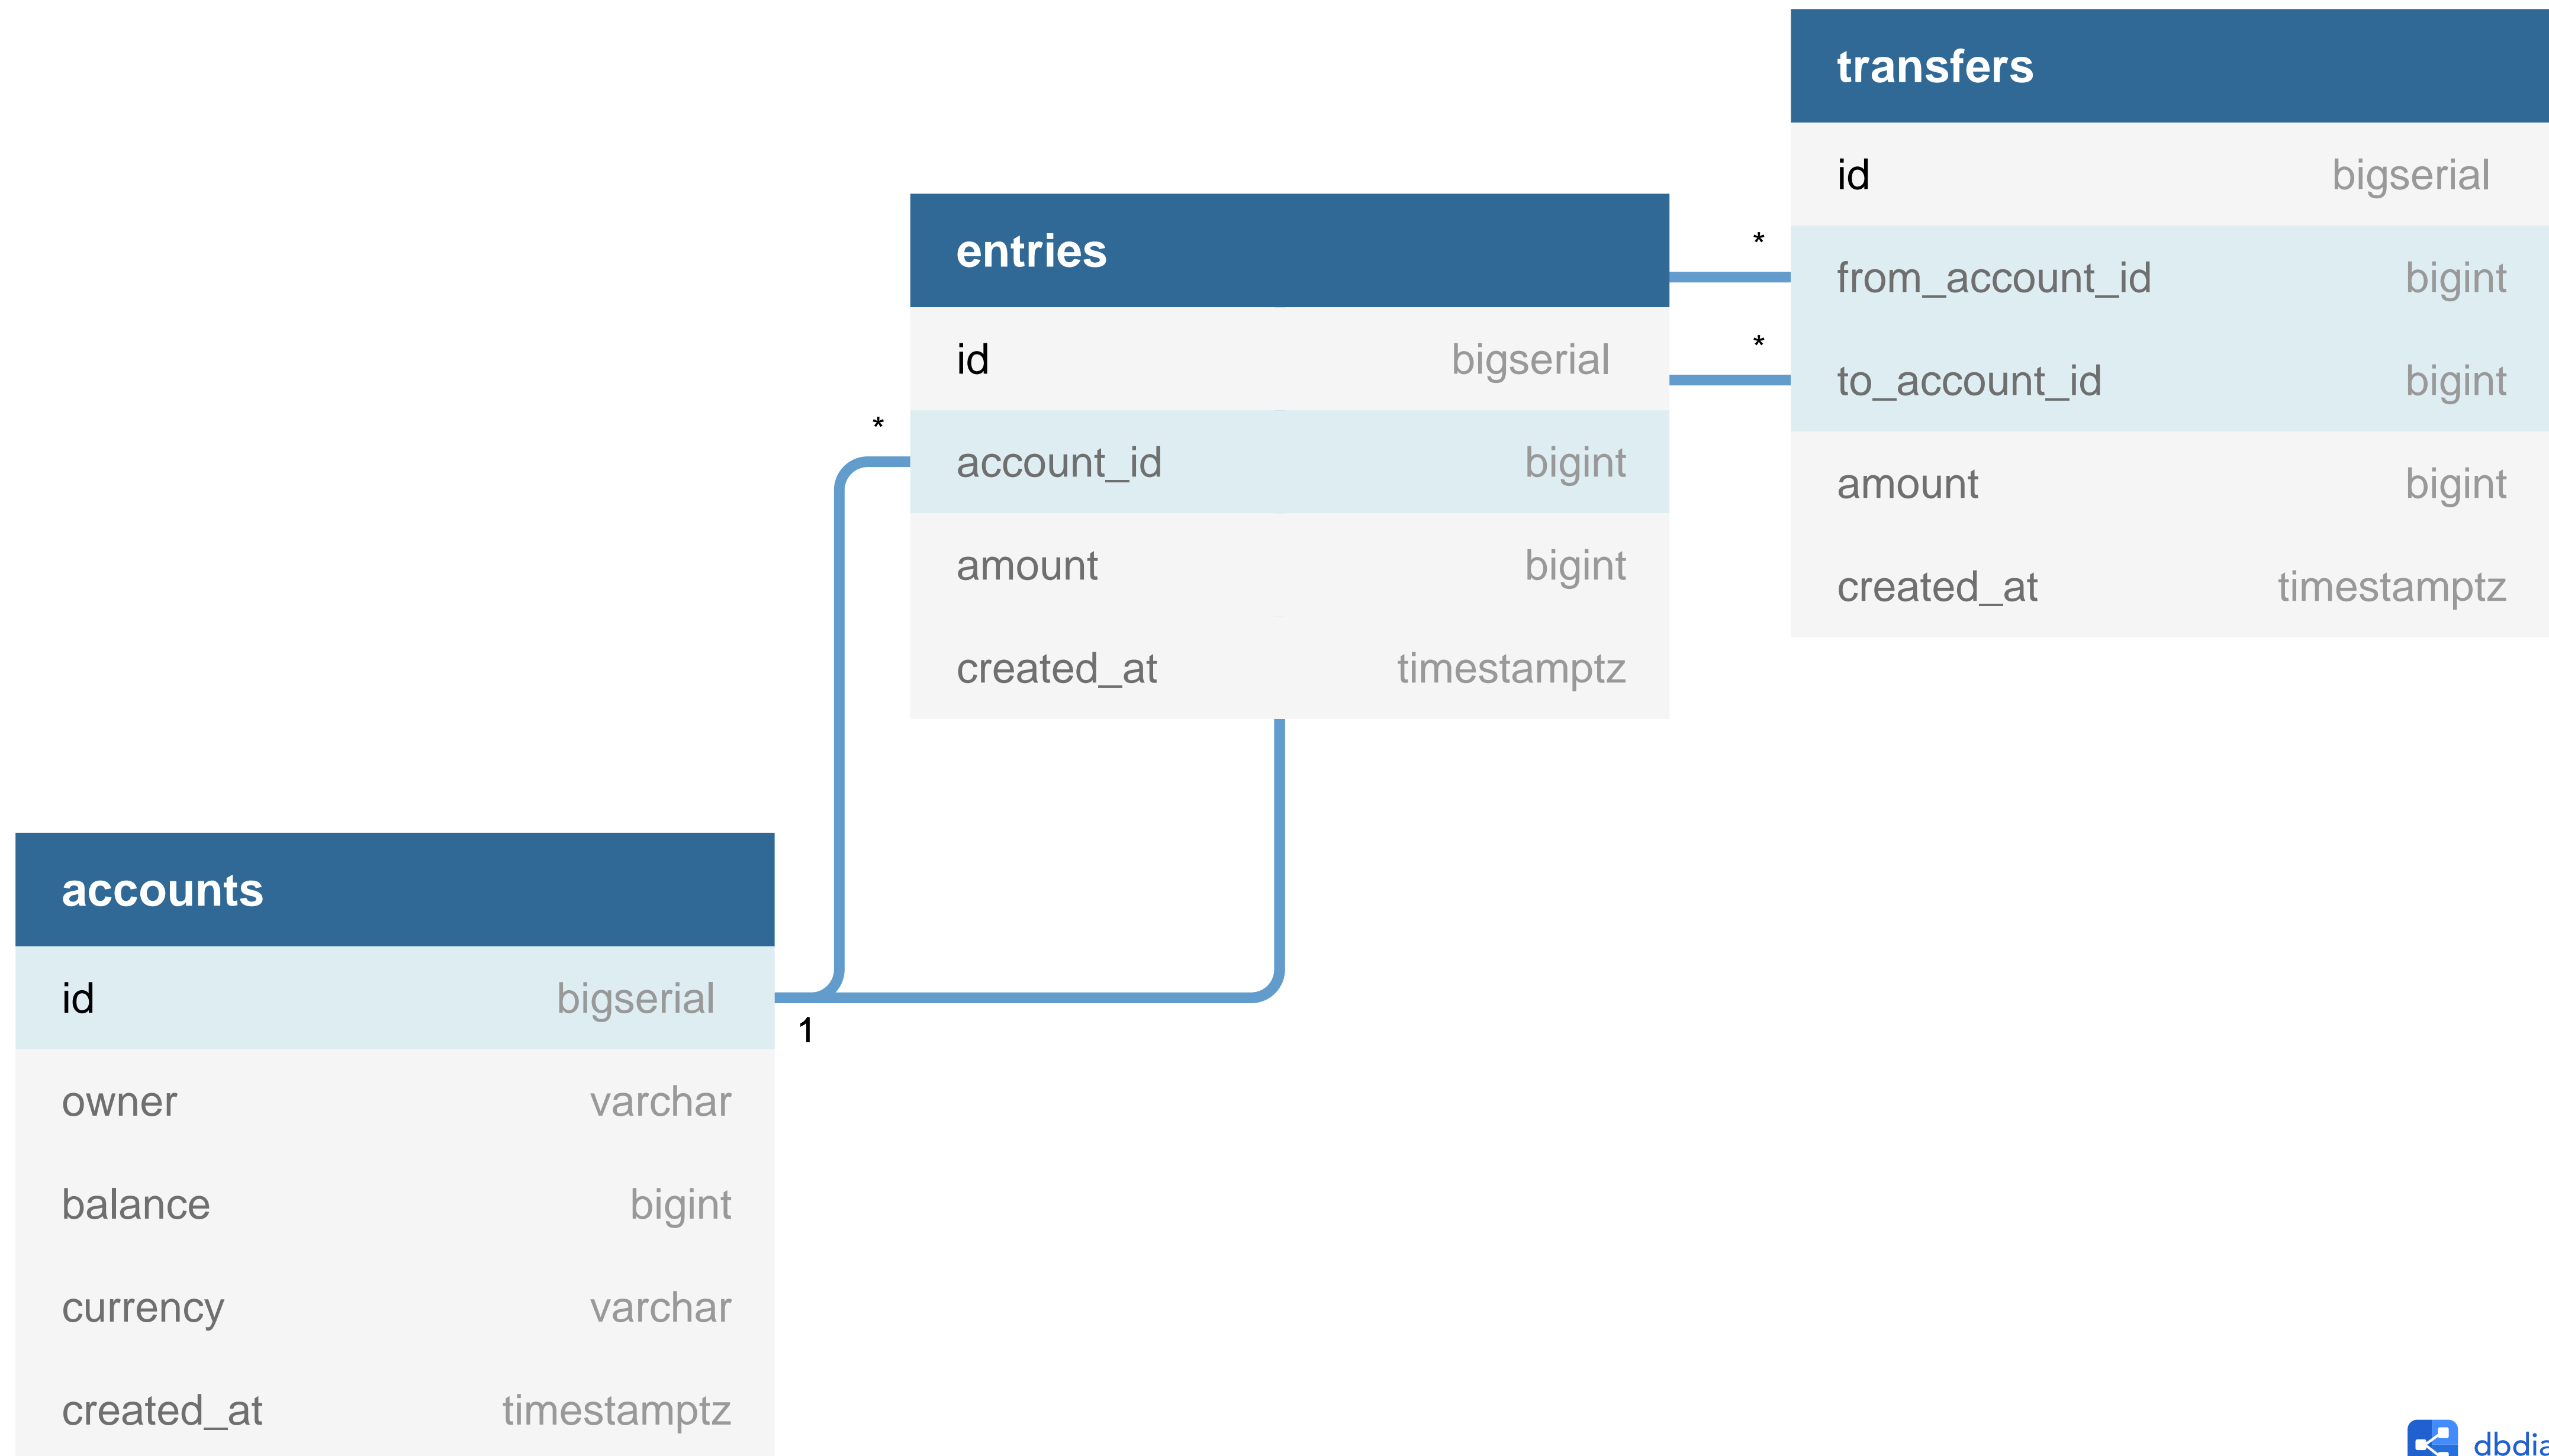 transfers
id bigserial
from_account_id bigint
to_account_id bigint
amount bigint
created_at timestamptz
*
*
entries
id bigserial
account_id bigint
amount bigint
created_at timestamptz
*
accounts
id bigserial
owner varchar
balance bigint
currency varchar
created_at timestamptz
1